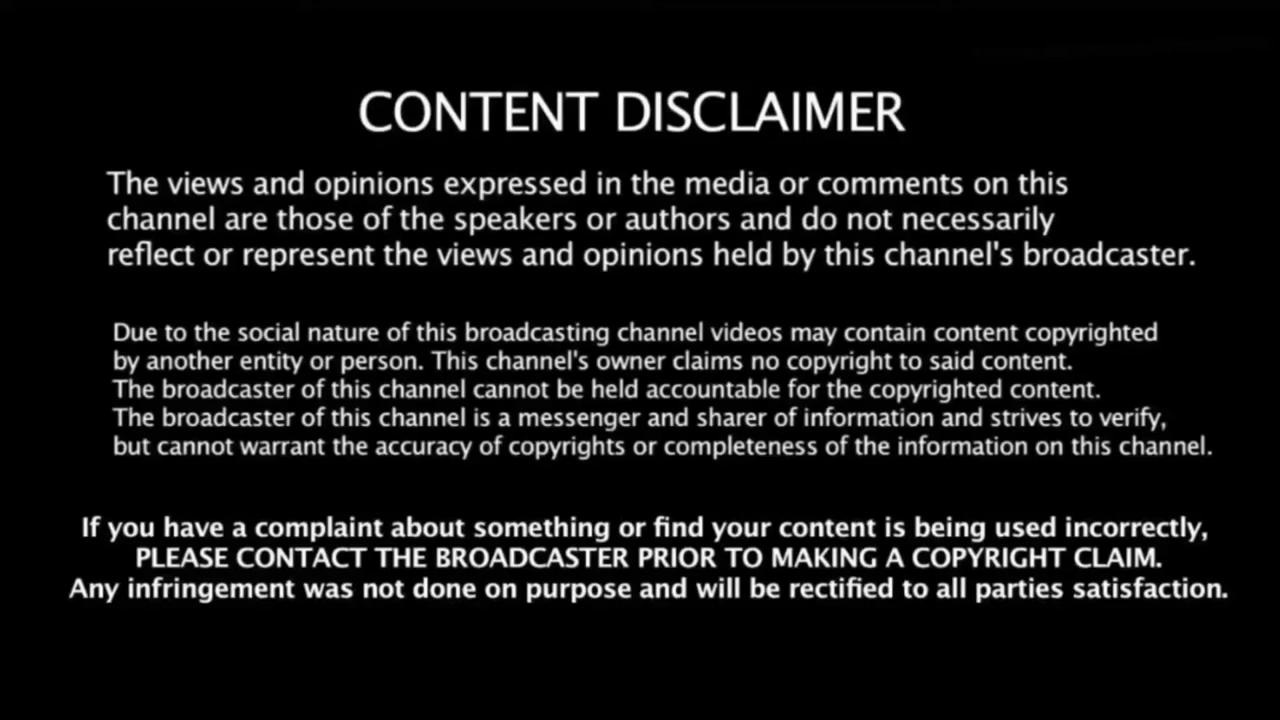 CONTENT DISCLAIMER
The views and opinions expressed in the media or comments on this
channel are those of the speakers or authors and do not necessarily
reflect or represent the views and opinions held by this channel's broadcaster.
Due to the social nature of this broadcasting channel videos may contain content copyrighted
by another entity or person. This channel's owner claims no copyright to said content.
The broadcaster of this channel cannot be held accountable for the copyrighted content.
The broadcaster of this channel is a messenger and sharer of information and strives to verify,
but cannot warrant the accuracy of copyrights or completeness of the information on this channel.
If you have a complaint about something or find your content is being used incorrectly,
PLEASE CONTACT THE BROADCASTER PRIOR TO MAKING A COPYRIGHT CLAIM.
Any infringement was not done on purpose and will be rectified to all parties satisfaction.